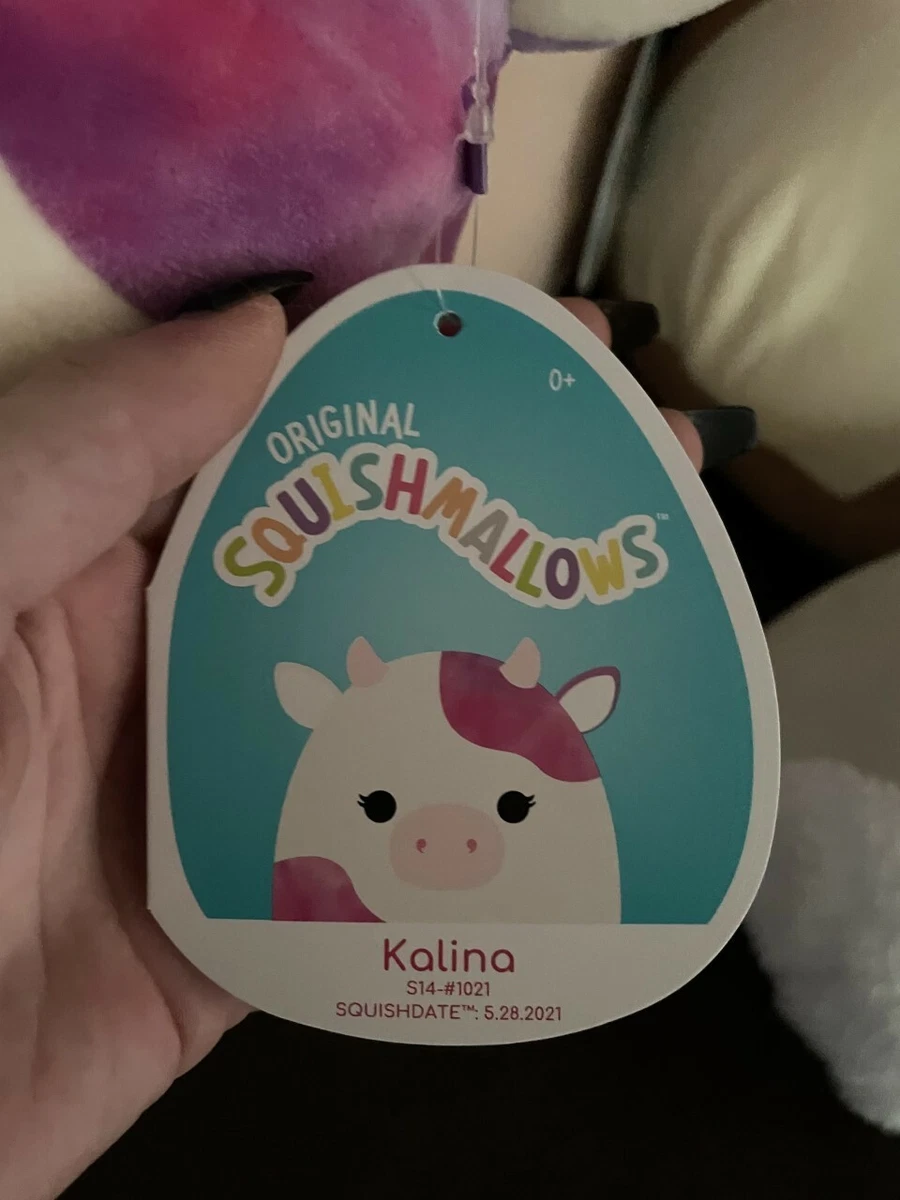 0+
ORIGINAL
SQUISHMALLOWS™
Kalina
S14-#1021
SQUISHDATE™: 5.28.2021